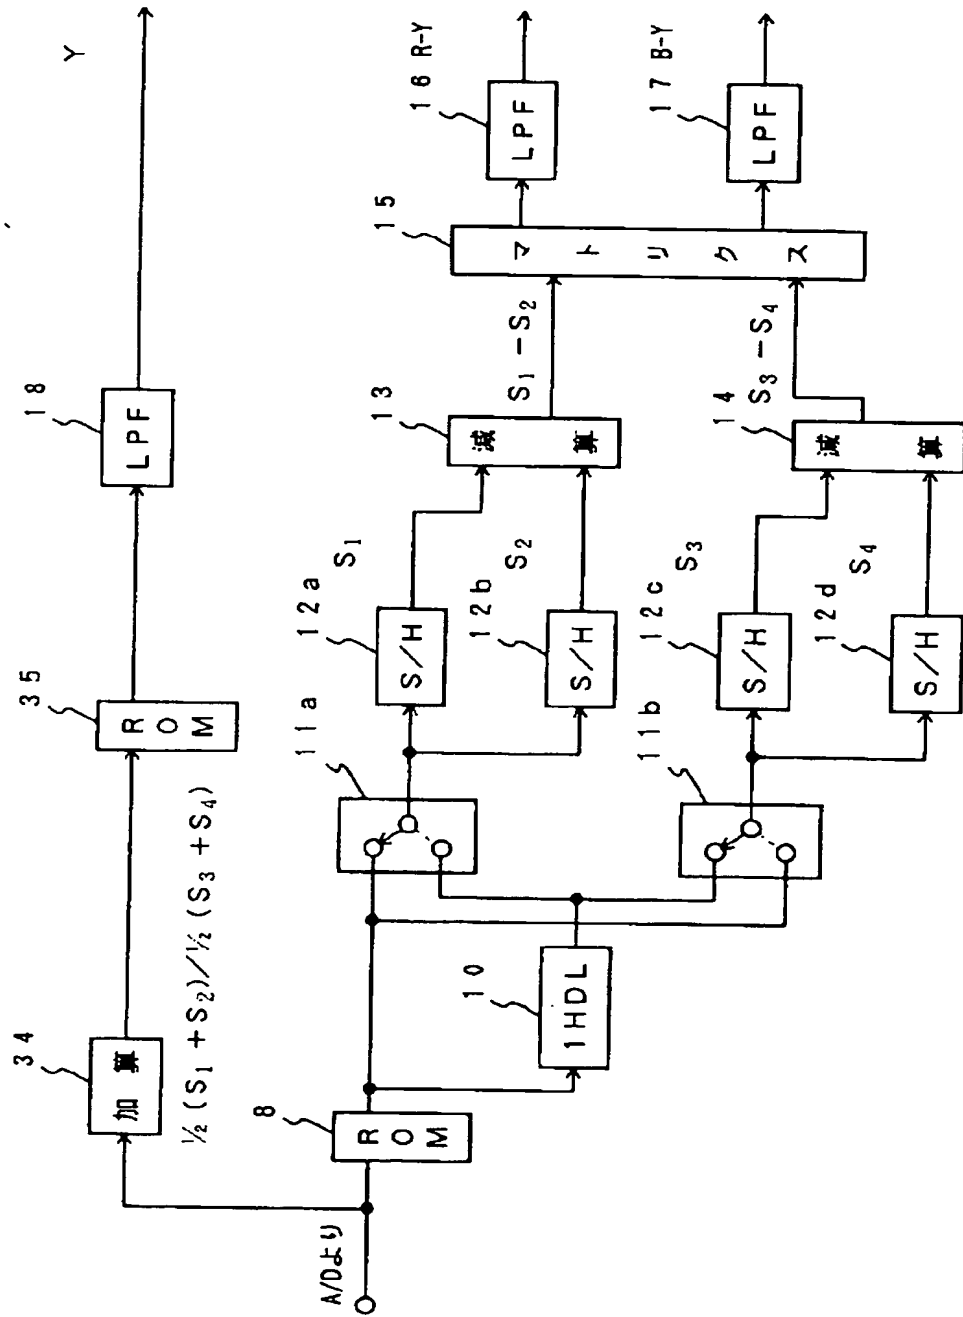 Y
18
LPF
35
ROM
34
加算
½(S₁+S₂)/½(S₃+S₄)
16 R-Y
LPF
17 B-Y
LPF
15
マトリクス
S₁−S₂
13
減算
S₃−S₄
14
減算
12a
S₁
S/H
12b
S₂
S/H
12c
S₃
S/H
12d
S₄
S/H
11a
11b
10
1HDL
8
ROM
A/Dより